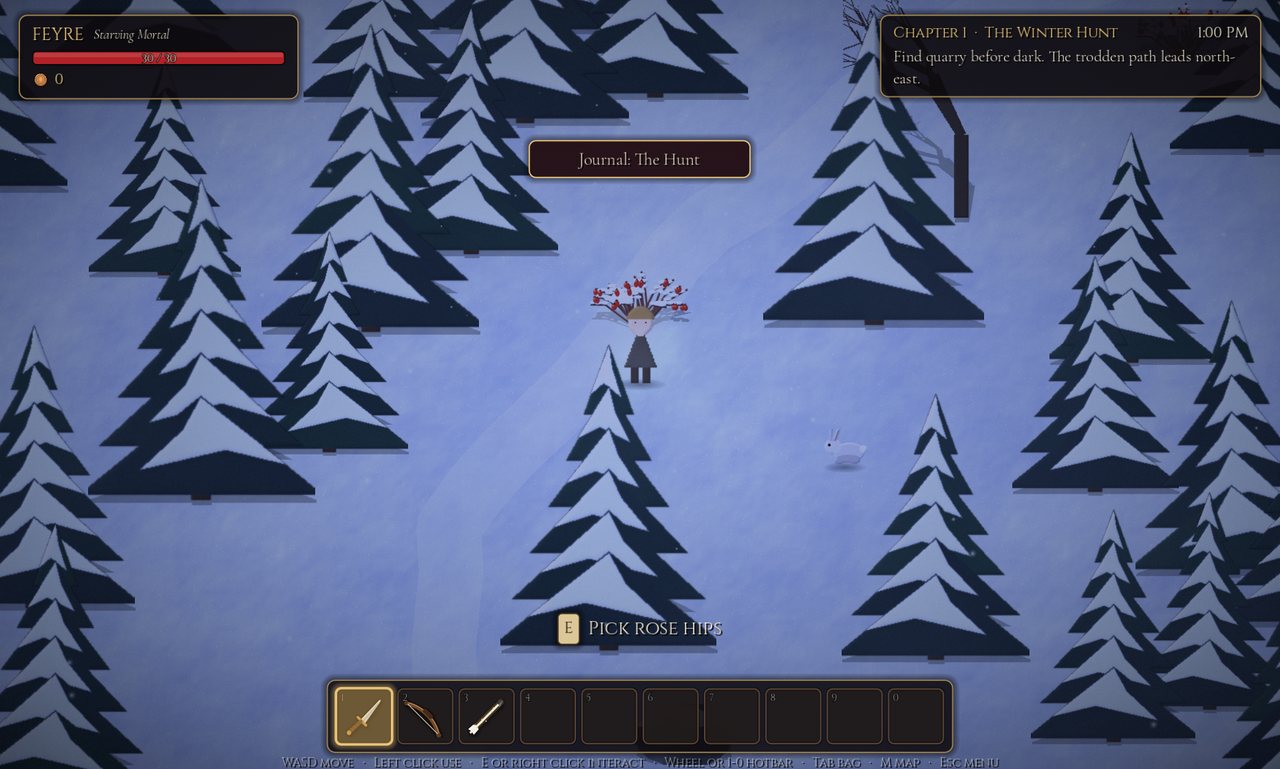 FEYRE Starving Mortal
30 / 30
0
CHAPTER I · THE WINTER HUNT 1:00 PM
Find quarry before dark. The trodden path leads north-
east.
Journal: The Hunt
E PICK ROSE HIPS
1 2 3 4 5 6 7 8 9 0
WASD MOVE · LEFT CLICK USE · E OR RIGHT CLICK INTERACT · WHEEL OR 1-0 HOTBAR · TAB BAG · M MAP · ESC MENU